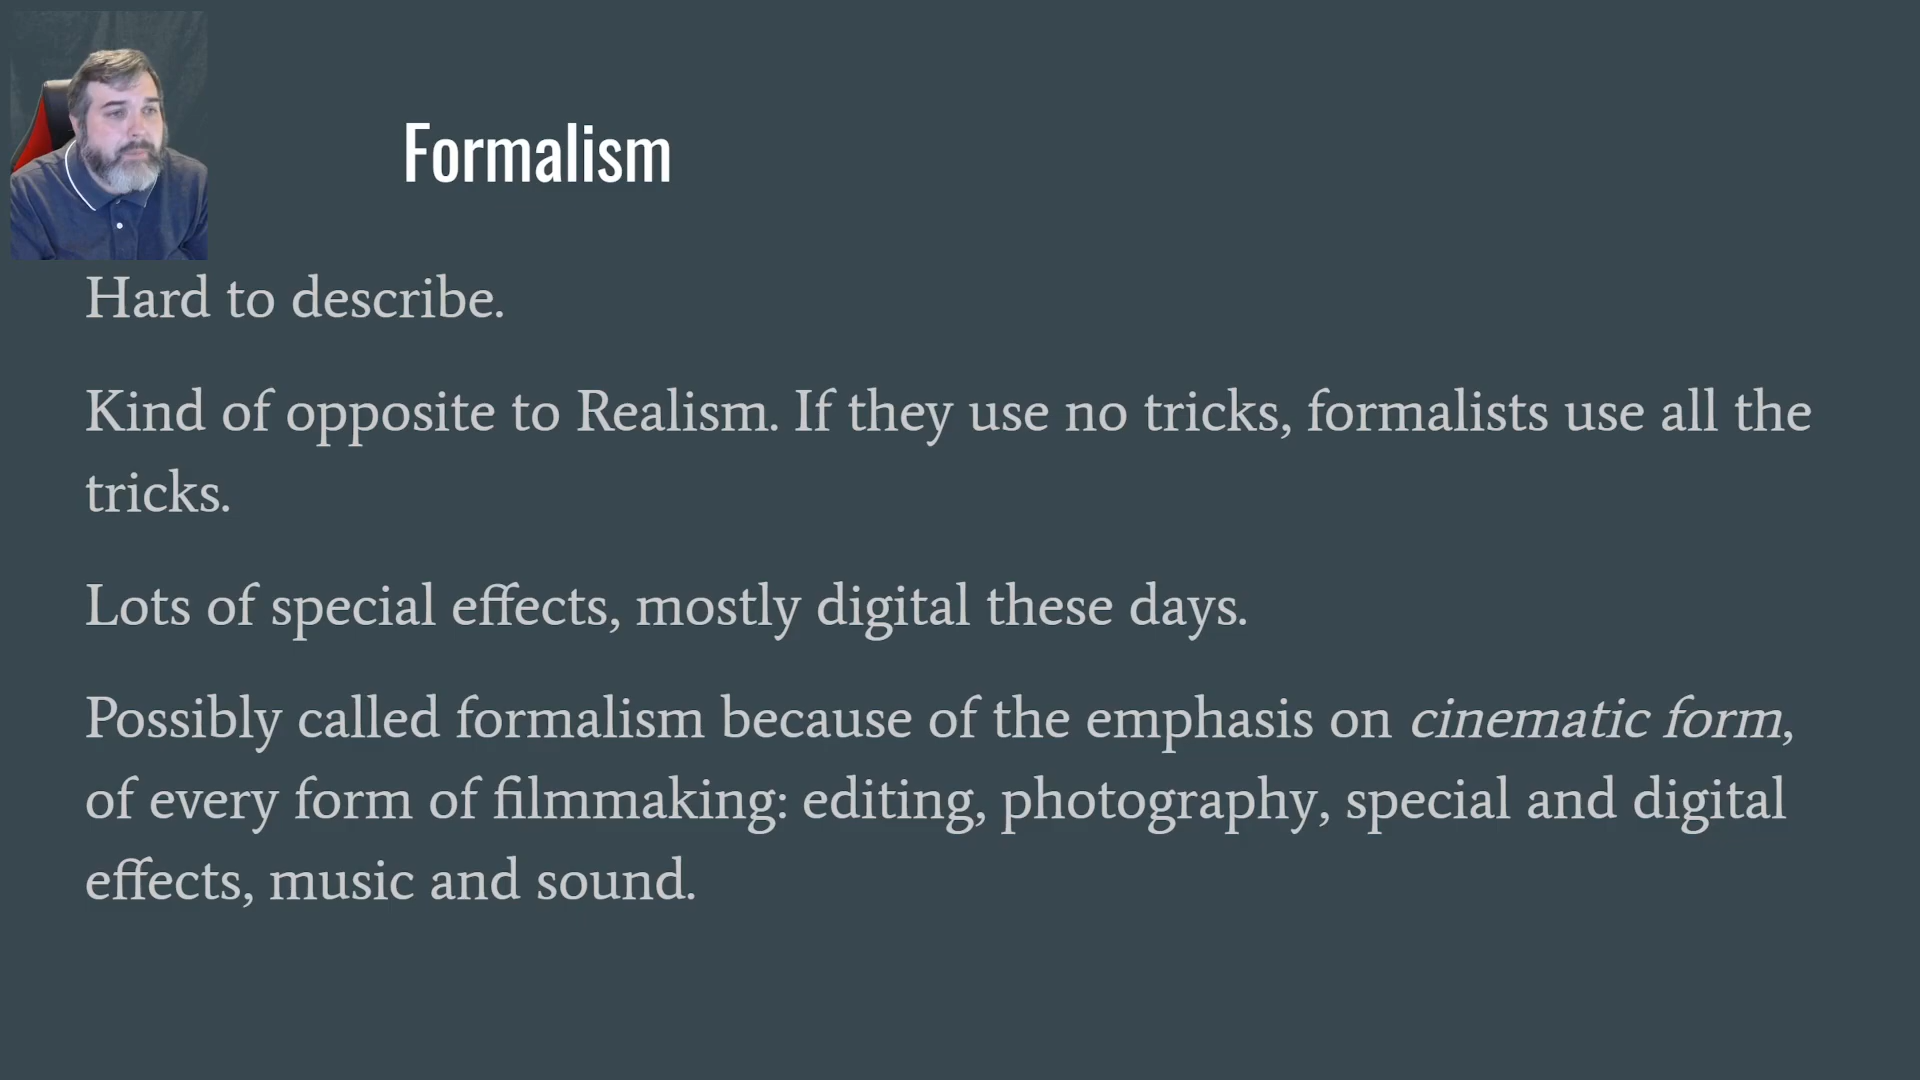 Formalism
Hard to describe.
Kind of opposite to Realism. If they use no tricks, formalists use all the
tricks.
Lots of special effects, mostly digital these days.
Possibly called formalism because of the emphasis on cinematic form,
of every form of filmmaking: editing, photography, special and digital
effects, music and sound.